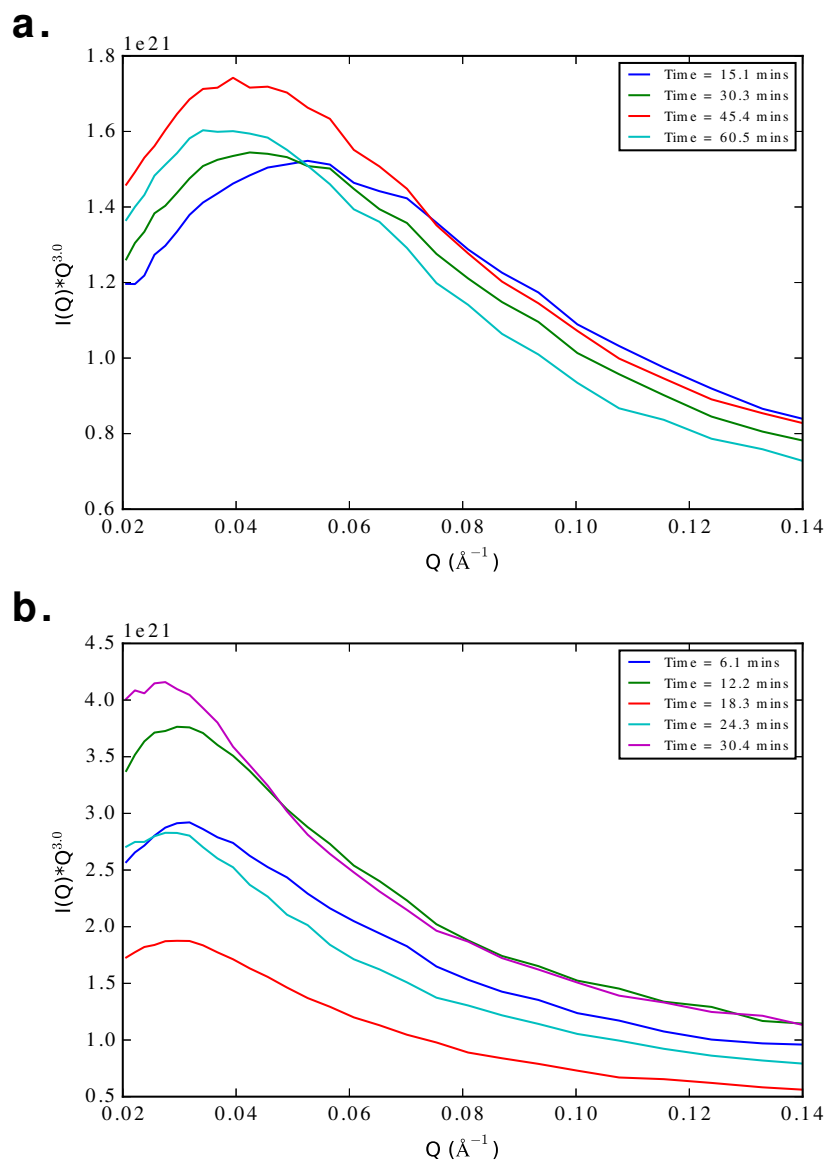 a.
1e21
1.8
1.6
1.4
1.2
1.0
0.8
0.6
I(Q)*Q^3.0
Time = 15.1 mins
Time = 30.3 mins
Time = 45.4 mins
Time = 60.5 mins
0.02 0.04 0.06 0.08 0.10 0.12 0.14
Q (Å⁻¹)
b.
1e21
4.5
4.0
3.5
3.0
2.5
2.0
1.5
1.0
0.5
I(Q)*Q^3.0
Time = 6.1 mins
Time = 12.2 mins
Time = 18.3 mins
Time = 24.3 mins
Time = 30.4 mins
0.02 0.04 0.06 0.08 0.10 0.12 0.14
Q (Å⁻¹)